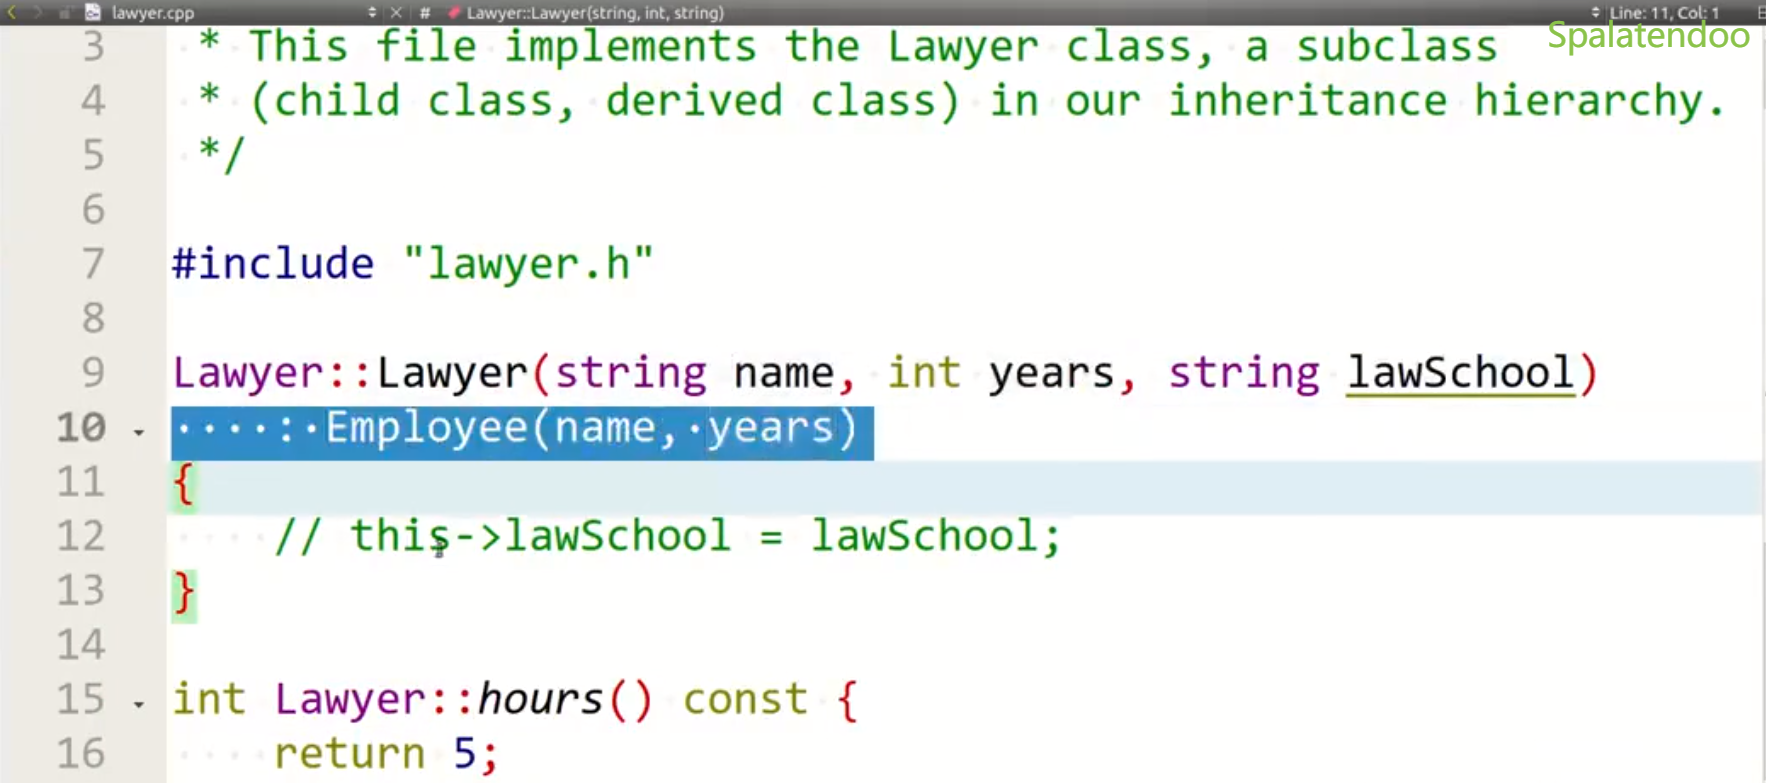 lawyer.cpp # Lawyer::Lawyer(string, int, string) Line: 11, Col: 1
Spalatendoo
3 * This file implements the Lawyer class, a subclass
4 * (child class, derived class) in our inheritance hierarchy.
5 */
6
7 #include "lawyer.h"
8
9 Lawyer::Lawyer(string name, int years, string lawSchool)
10 : Employee(name, years)
11 {
12 // this->lawSchool = lawSchool;
13 }
14
15 int Lawyer::hours() const {
16 return 5;